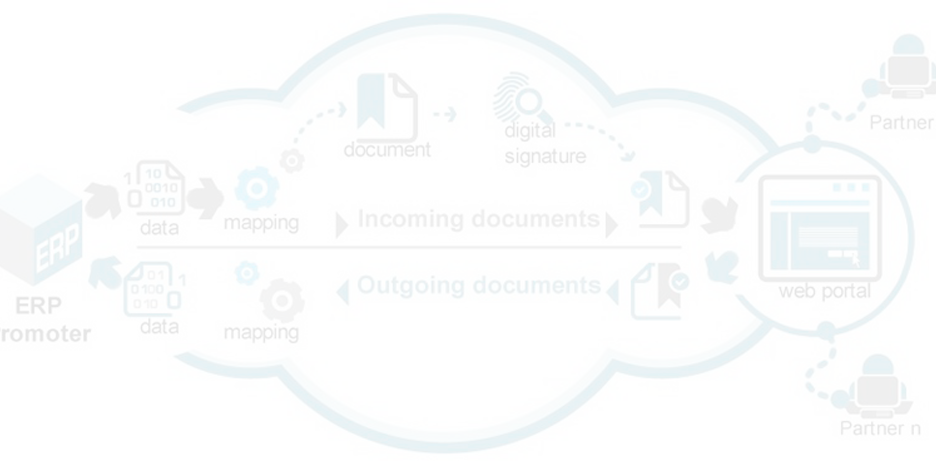 Partner
document
digital
signature
1 10
0 0010
010
data
mapping
Incoming documents
ERP
Outgoing documents
web portal
01 1
0100 0
010
data
mapping
ERP
romoter
Partner n